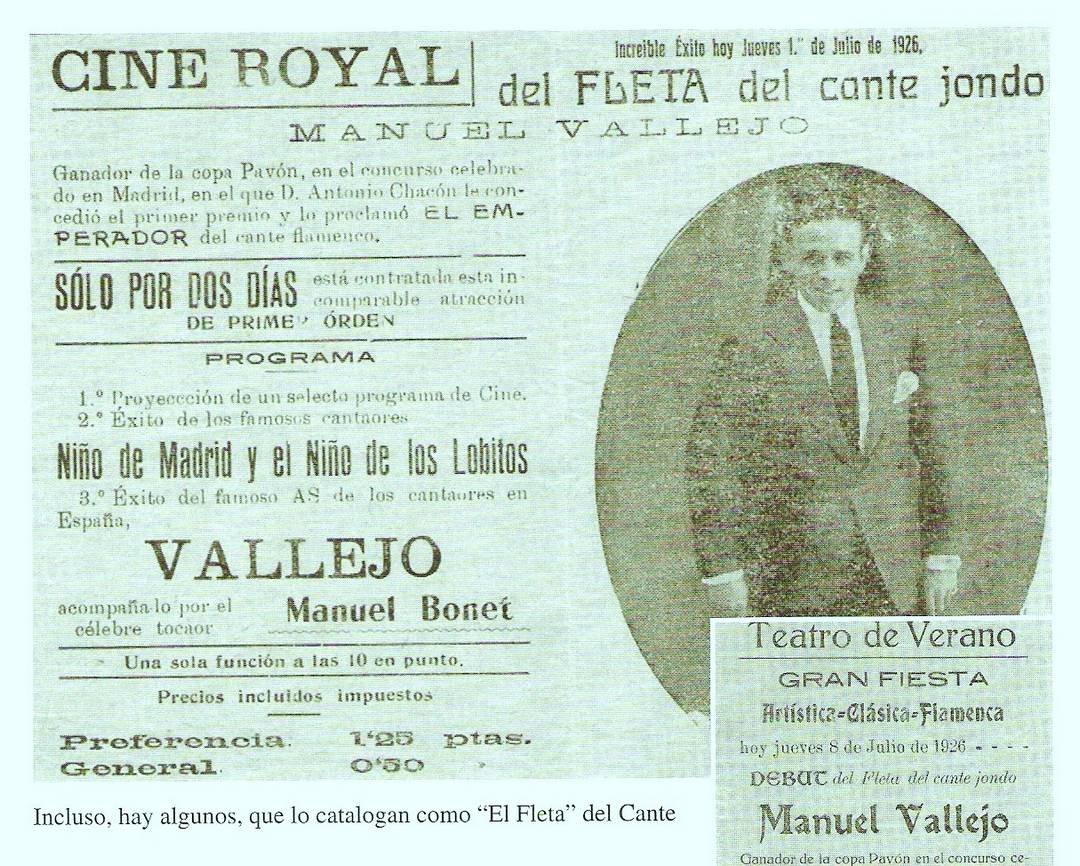 CINE ROYAL
Increible Éxito hoy Jueves 1.º de Julio de 1926,
del FLETA del cante jondo
MANUEL VALLEJO
Ganador de la copa Pavón, en el concurso celebra-
do en Madrid, en el que D. Antonio Chacón le con-
cedió el primer premio y lo proclamó EL EM-
PERADOR del cante flamenco.
SÓLO POR DOS DÍAS está contratada esta in-
comparable atracción
DE PRIMER ÓRDEN
PROGRAMA
1.º Proyeccción de un selecto programa de Cine.
2.º Éxito de los famosos cantaores
Niño de Madrid y el Niño de los Lobitos
3.º Éxito del famoso AS de los cantaores en
España,
VALLEJO
acompaña-lo por el
célebre tocaor
Manuel Bonet
Una sola función a las 10 en punto.
Precios incluidos impuestos
Preferencia. 1'25 ptas.
General. 0'50 »
Incluso, hay algunos, que lo catalogan como “El Fleta” del Cante
Teatro de Verano
GRAN FIESTA
Artística-Clásica-Flamenca
hoy jueves 8 de Julio de 1926 - - - -
DEBUT del Fleta del cante jondo
Manuel Vallejo
Ganador de la copa Pavón en el concurso ce-